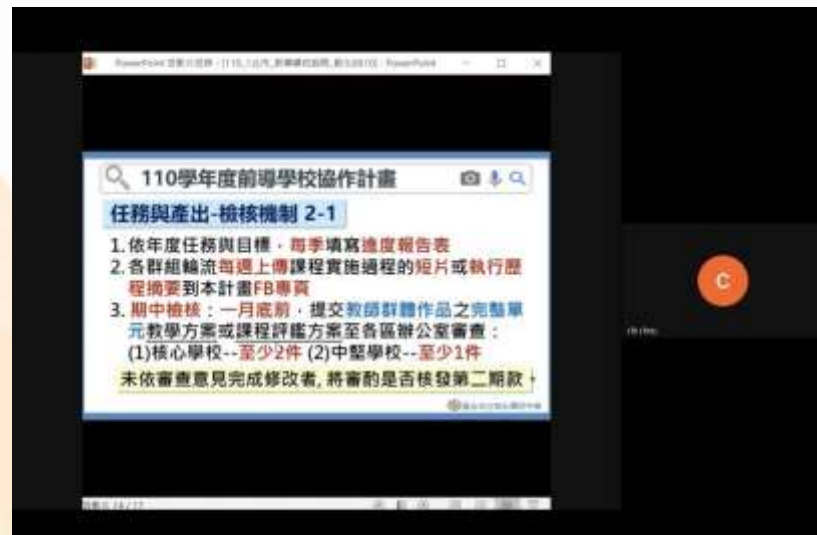 110學年度前導學校協作計畫
任務與產出-檢核機制 2-1
1. 依年度任務與目標，每季填寫進度報告表
2. 各群組輪流每週上傳課程實施過程的短片或執行歷
程摘要到本計畫FB專頁
3. 期中檢核：一月底前，提交教師群體作品之完整單
元教學方案或課程評鑑方案至各區辦公室審查：
(1)核心學校--至少2件 (2)中堅學校--至少1件
未依審查意見完成修改者, 將審酌是否核發第二期款。
C